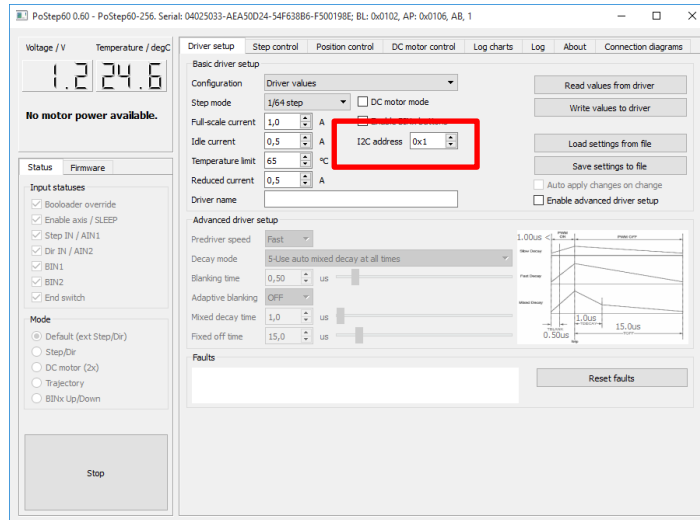 PoStep60 0.60 - PoStep60-256. Serial: 04025033-AEA50D24-54F638B6-F500198E; BL: 0x0102, AP: 0x0106, AB, 1
Voltage / V Temperature / degC
1.2 24.6
No motor power available.
Status Firmware
Input statuses
Booloader override
Enable axis / SLEEP
Step IN / AIN1
Dir IN / AIN2
BIN1
BIN2
End switch
Mode
Default (ext Step/Dir)
Step/Dir
DC motor (2x)
Trajectory
BINx Up/Down
Stop
Driver setup Step control Position control DC motor control Log charts Log About Connection diagrams
Basic driver setup
Configuration Driver values
Step mode 1/64 step DC motor mode
Full-scale current 1,0 A
Idle current 0,5 A I2C address 0x1
Temperature limit 65 ºC
Reduced current 0,5 A
Driver name
Read values from driver
Write values to driver
Load settings from file
Save settings to file
Auto apply changes on change
Enable advanced driver setup
Advanced driver setup
Predriver speed Fast
Decay mode 5-Use auto mixed decay at all times
Blanking time 0,50 us
Adaptive blanking OFF
Mixed decay time 1,0 us
Fixed off time 15,0 us
1.00us
Slow Decay
Fast Decay
Mixed Decay
1.0us
15.0us
0.50us
Faults
Reset faults